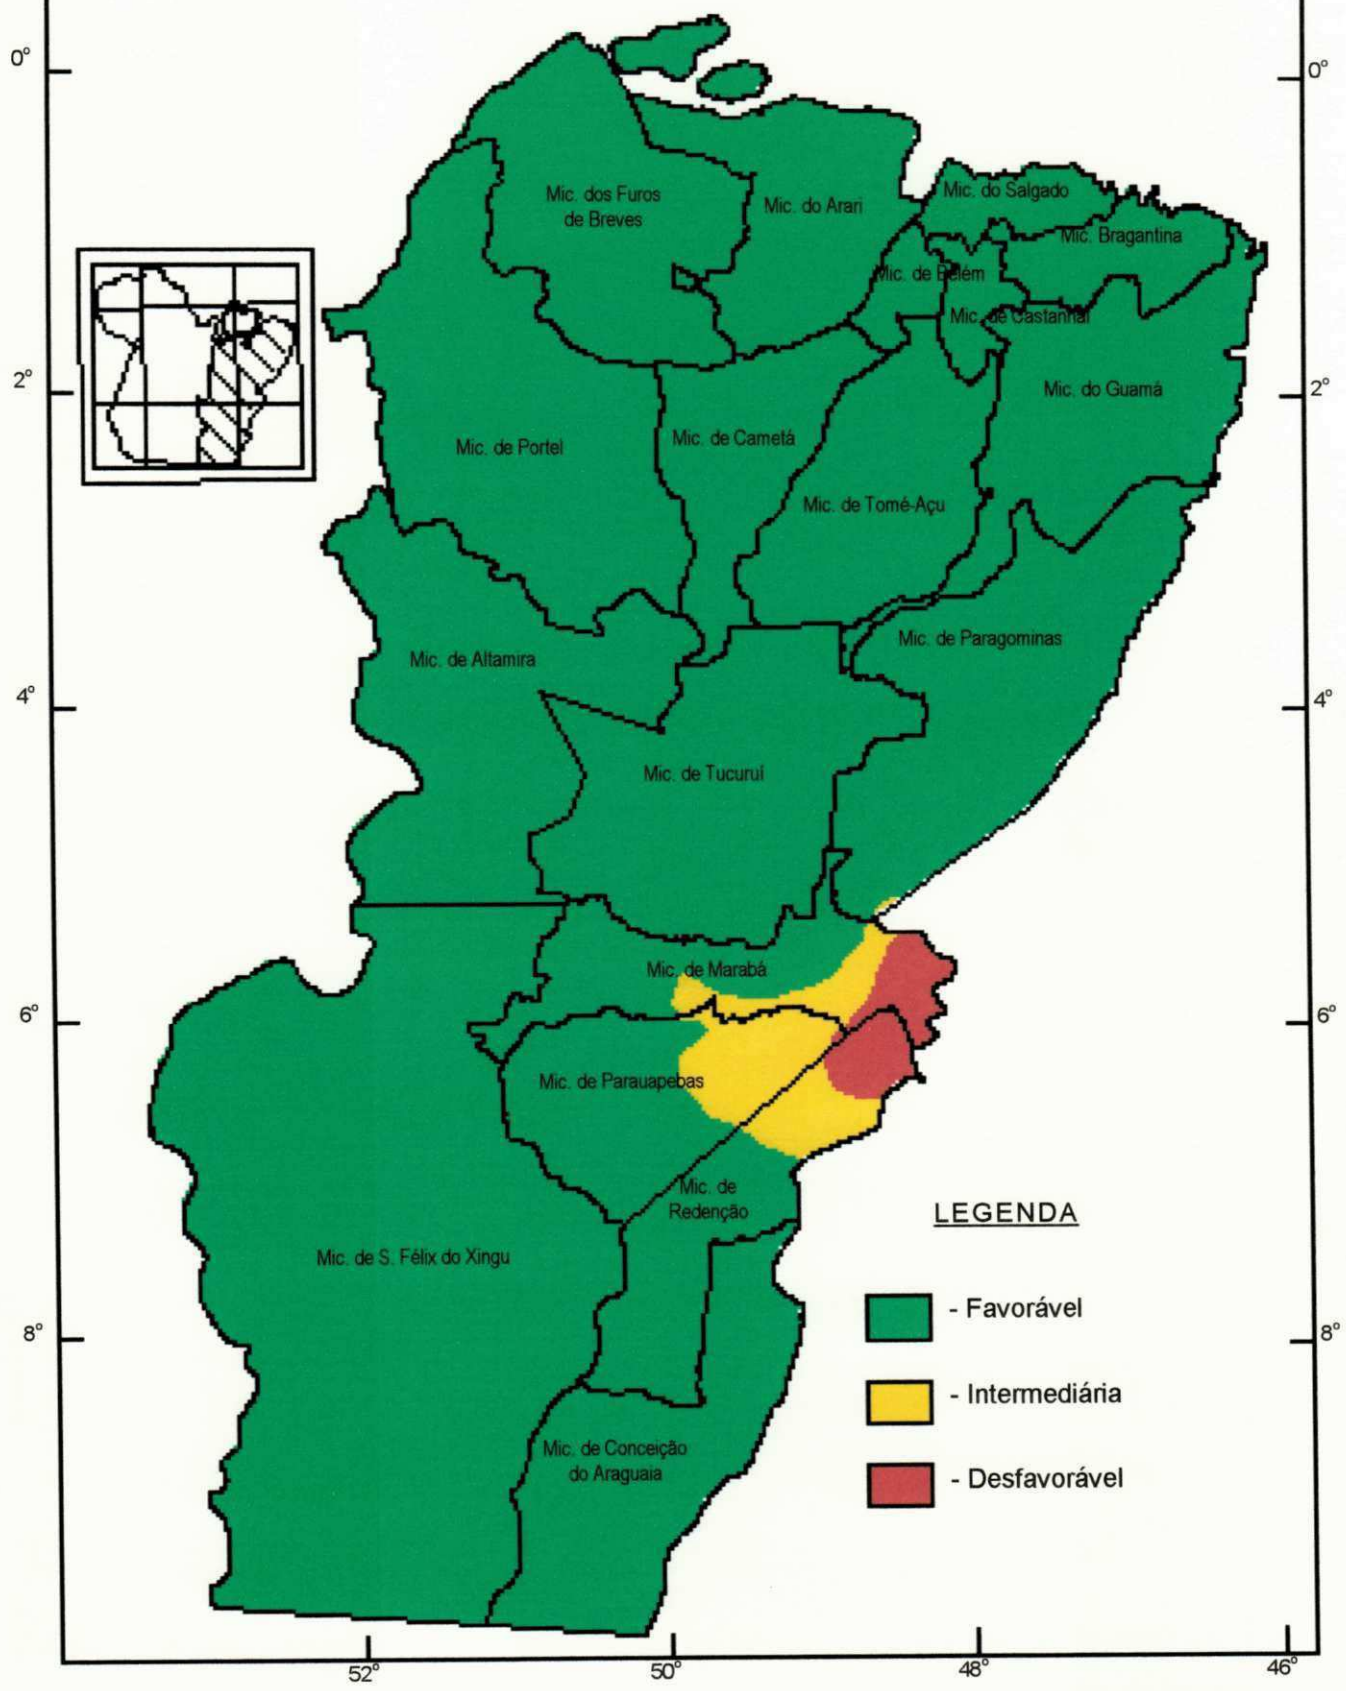 0°
0°
Mic. do Salgado
Mic. dos Furos
de Breves
Mic. do Arari
Mic. Bragantina
Mic. de Belém
Mic. de Castanhal
2°
2°
Mic. do Guamá
Mic. de Cametá
Mic. de Portel
Mic. de Tomé-Açu
Mic. de Paragominas
Mic. de Altamira
4°
4°
Mic. de Tucuruí
Mic. de Marabá
6°
6°
Mic. de Parauapebas
Mic. de
Redenção
LEGENDA
Mic. de S. Félix do Xingu
- Favorável
8°
8°
- Intermediária
Mic. de Conceição
do Araguaia
- Desfavorável
52°
50°
48°
46°